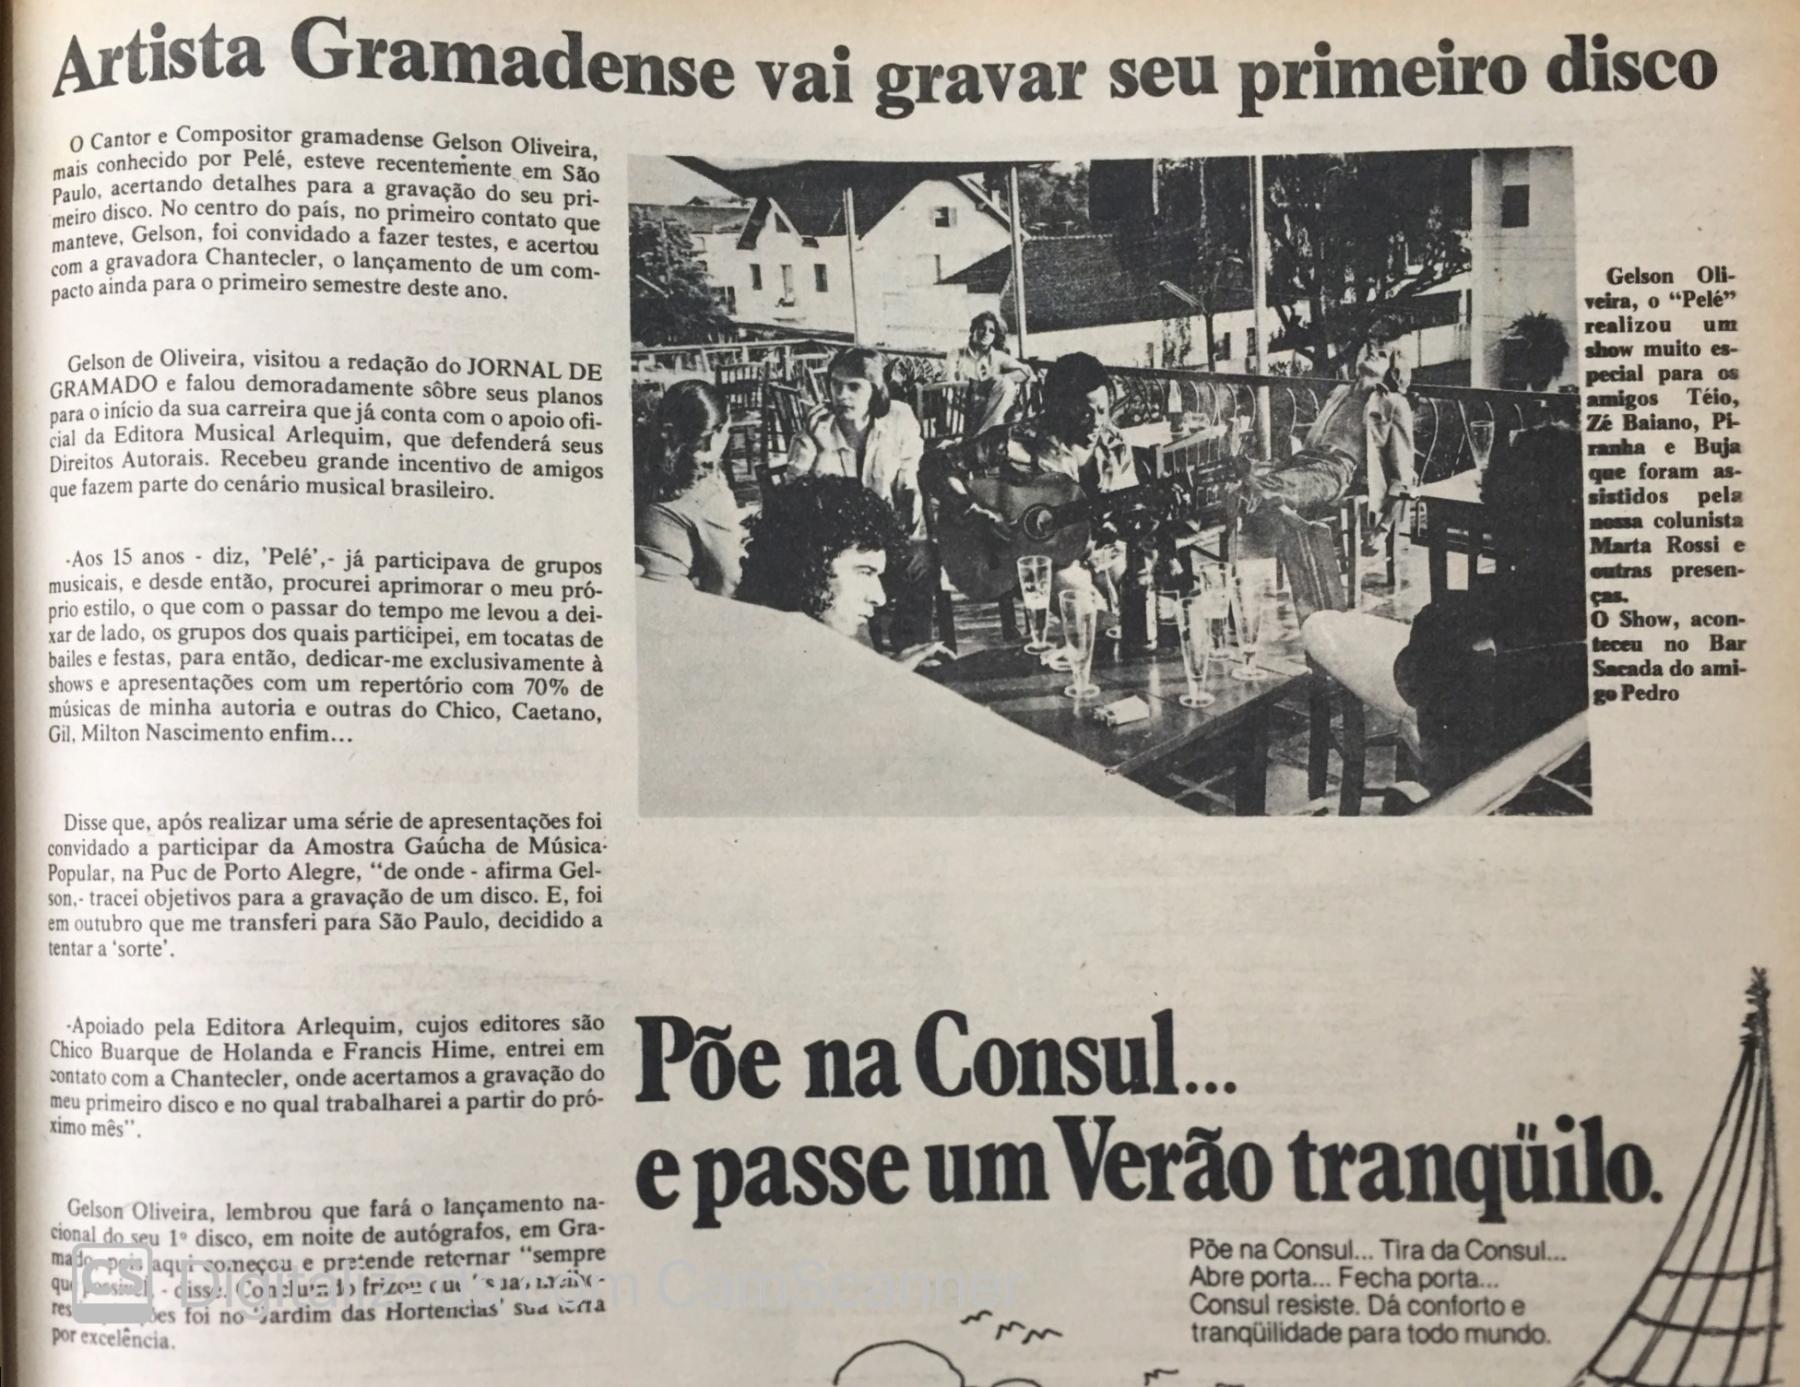 Artista Gramadense vai gravar seu primeiro disco
O Cantor e Compositor gramadense Gelson Oliveira,
mais conhecido por Pelé, esteve recentemente em São
Paulo, acertando detalhes para a gravação do seu pri-
meiro disco. No centro do país, no primeiro contato que
manteve, Gelson, foi convidado a fazer testes, e acertou
com a gravadora Chantecler, o lançamento de um com-
pacto ainda para o primeiro semestre deste ano.
Gelson de Oliveira, visitou a redação do JORNAL DE
GRAMADO e falou demoradamente sôbre seus planos
para o início da sua carreira que já conta com o apoio ofi-
cial da Editora Musical Arlequim, que defenderá seus
Direitos Autorais. Recebeu grande incentivo de amigos
que fazem parte do cenário musical brasileiro.
-Aos 15 anos - diz, 'Pelé',- já participava de grupos
musicais, e desde então, procurei aprimorar o meu pró-
prio estilo, o que com o passar do tempo me levou a dei-
xar de lado, os grupos dos quais participei, em tocatas de
bailes e festas, para então, dedicar-me exclusivamente à
shows e apresentações com um repertório com 70% de
músicas de minha autoria e outras do Chico, Caetano,
Gil, Milton Nascimento enfim...
Disse que, após realizar uma série de apresentações foi
convidado a participar da Amostra Gaúcha de Música
Popular, na Puc de Porto Alegre, "de onde - afirma Gel-
son,- tracei objetivos para a gravação de um disco. E, foi
em outubro que me transferi para São Paulo, decidido a
tentar a 'sorte'.
-Apoiado pela Editora Arlequim, cujos editores são
Chico Buarque de Holanda e Francis Hime, entrei em
contato com a Chantecler, onde acertamos a gravação do
meu primeiro disco e no qual trabalharei a partir do pró-
ximo mês".
Gelson Oliveira, lembrou que fará o lançamento na-
cional do seu 1º disco, em noite de autógrafos, em Gra-
mado, pois aqui começou e pretende retornar "sempre
que possível - disse. Concluindo frizou que
foi no Jardim das Hortencias' sua terra
por excelência.
Gelson Oli-
veira, o "Pelé"
realizou um
show muito es-
pecial para os
amigos Téio,
Zé Baiano, Pi-
ranha e Buja
que foram as-
sistidos pela
nossa colunista
Marta Rossi e
outras presen-
ças.
O Show, acon-
teceu no Bar
Sacada do ami-
go Pedro
Põe na Consul...
e passe um Verão tranqüilo.
Põe na Consul... Tira da Consul...
Abre porta... Fecha porta...
Consul resiste. Dá conforto e
tranqüilidade para todo mundo.
CS Digitalizado com CamScanner